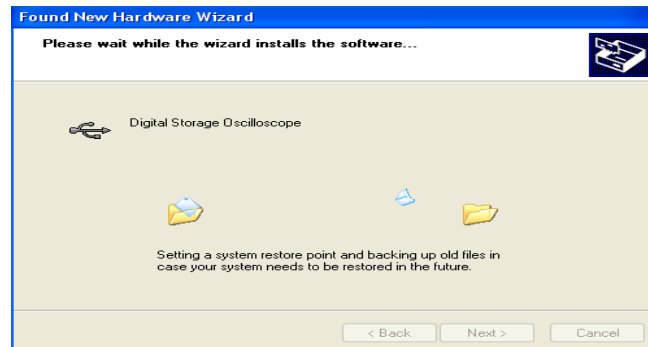 Found New Hardware Wizard
Please wait while the wizard installs the software...
Digital Storage Oscilloscope
Setting a system restore point and backing up old files in
case your system needs to be restored in the future.
< Back
Next >
Cancel